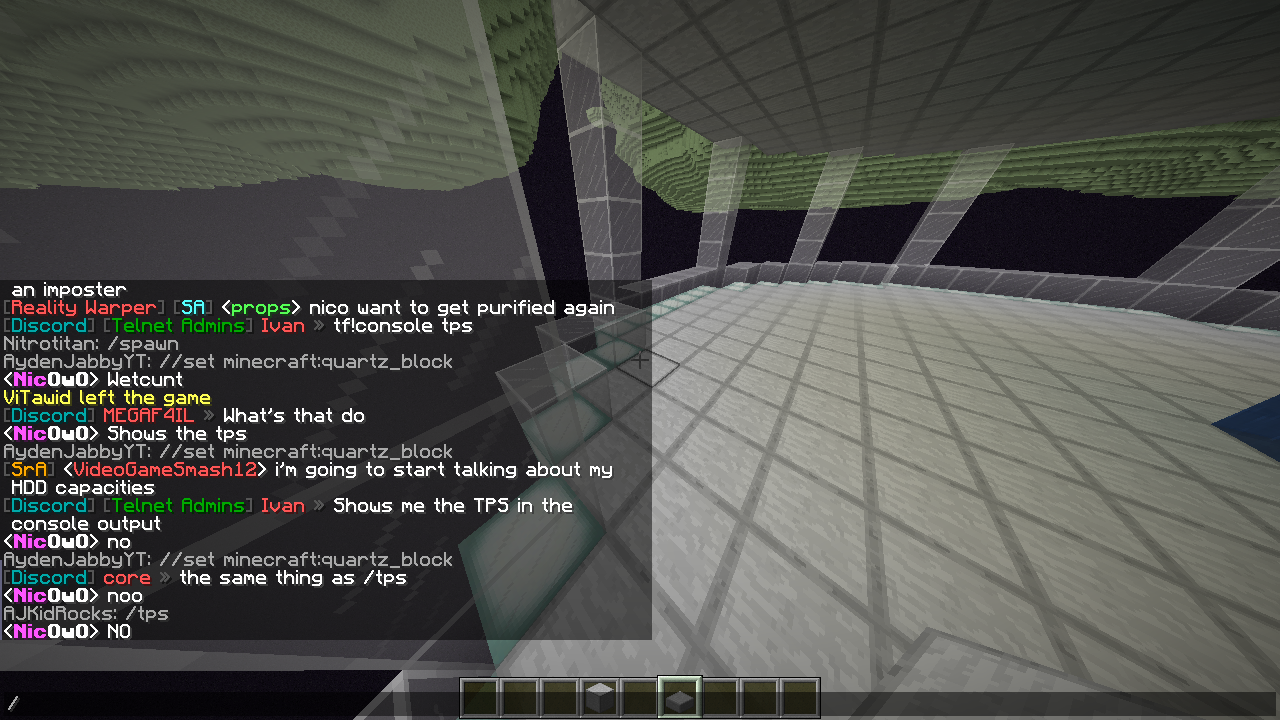 an imposter
[Reality Warper] [SA] <props> nico want to get purified again
[Discord] [Telnet Admins] Ivan » tf!console tps
Nitrotitan: /spawn
AydenJabbyYT: //set minecraft:quartz_block
<NicOwO> Wetcunt
ViTawid left the game
[Discord] MEGAF4IL » What's that do
<NicOwO> Shows the tps
AydenJabbyYT: //set minecraft:quartz_block
[SrA] <VideoGameSmash12> i'm going to start talking about my
HDD capacities
[Discord] [Telnet Admins] Ivan » Shows me the TPS in the
console output
<NicOwO> no
AydenJabbyYT: //set minecraft:quartz_block
[Discord] core » the same thing as /tps
<NicOwO> noo
AJKidRocks: /tps
<NicOwO> NO
/